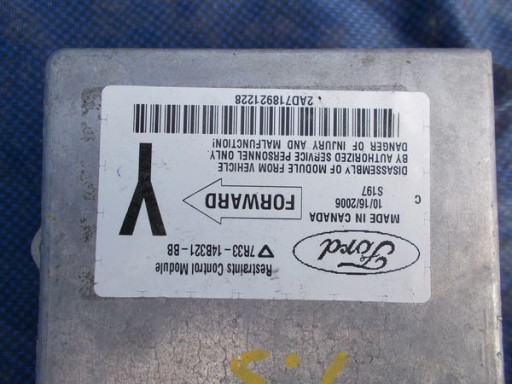 Restraints Control Module
7R33-14B321-BB
Ford
MADE IN CANADA
10/16/2006
C
S197
FORWARD
Y
DISASSEMBLY OF MODULE FROM VEHICLE
BY AUTHORIZED SERVICE PERSONNEL ONLY.
DANGER OF INJURY AND MALFUNCTION!
2AD718921228